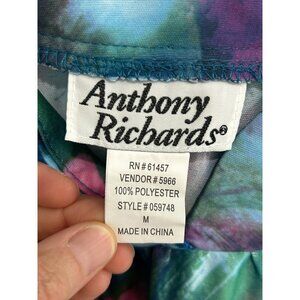 Anthony
Richards®
RN # 61457
VENDOR # 5966
100% POLYESTER
STYLE # 059748
M
MADE IN CHINA